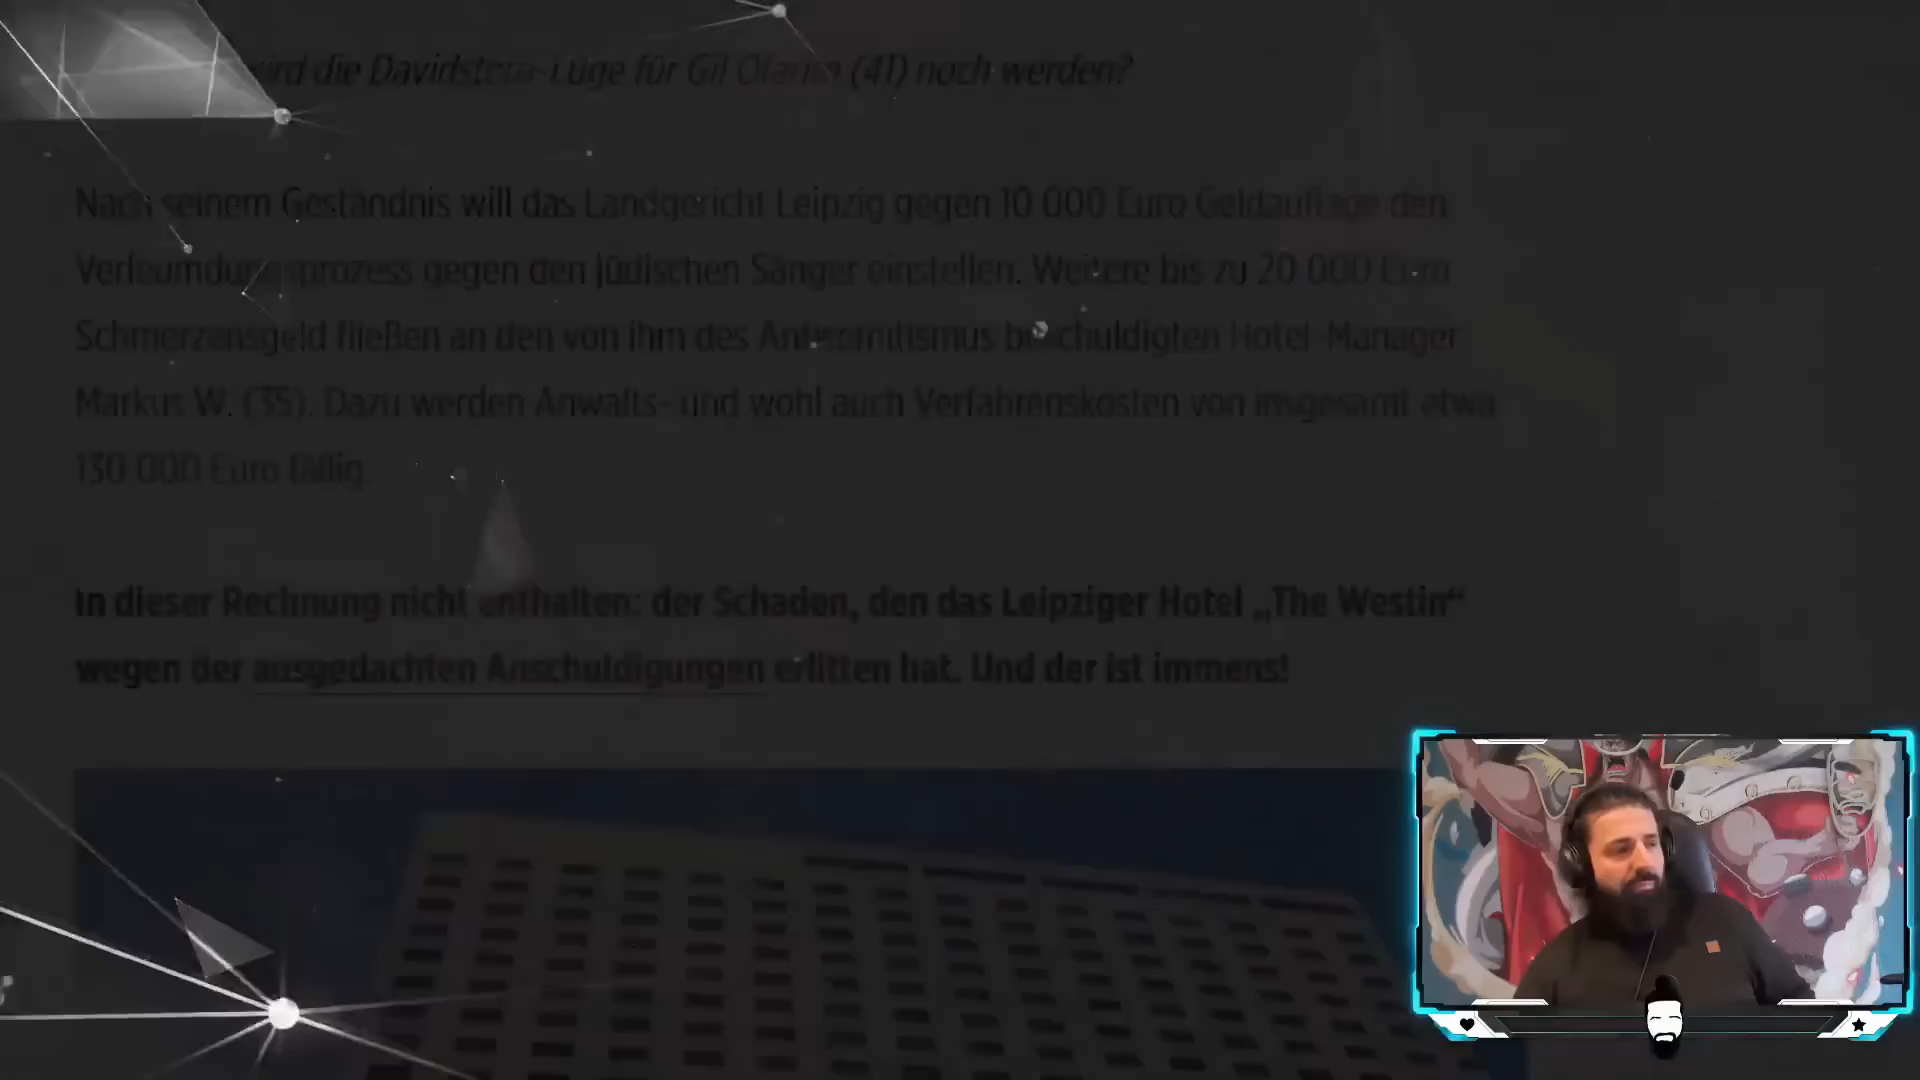 wird die Davidstern-Lüge für Gil Ofarim (41) noch werden?
Nach seinem Geständnis will das Landgericht Leipzig gegen 10 000 Euro Geldauflage den
Verleumdungsprozess gegen den jüdischen Sänger einstellen. Weitere bis zu 20 000 Euro
Schmerzensgeld fließen an den von ihm des Antisemitismus beschuldigten Hotel-Manager
Markus W. (35). Dazu werden Anwalts- und wohl auch Verfahrenskosten von insgesamt etwa
130 000 Euro fällig.
In dieser Rechnung nicht enthalten: der Schaden, den das Leipziger Hotel „The Westin“
wegen der ausgedachten Anschuldigungen erlitten hat. Und der ist immens!